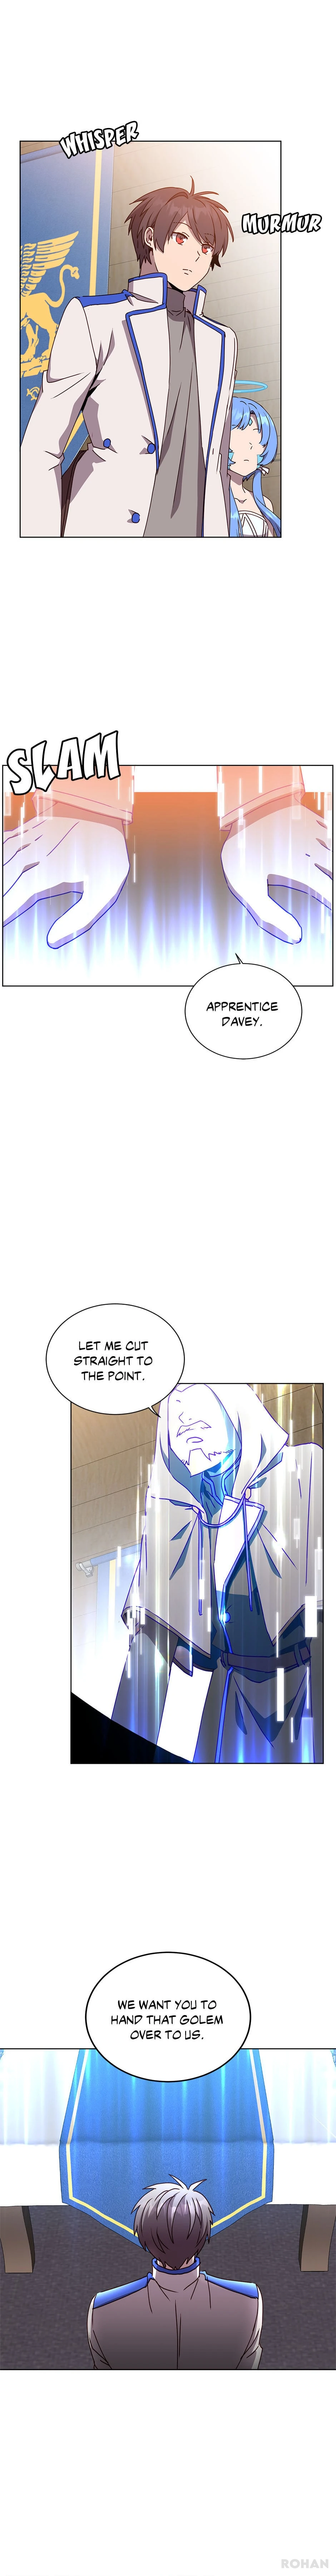 WHISPER
MURMUR
SLAM
APPRENTICE
DAVEY.
LET ME CUT
STRAIGHT TO
THE POINT.
WE WANT YOU TO
HAND THAT GOLEM
OVER TO US.
ROHAN